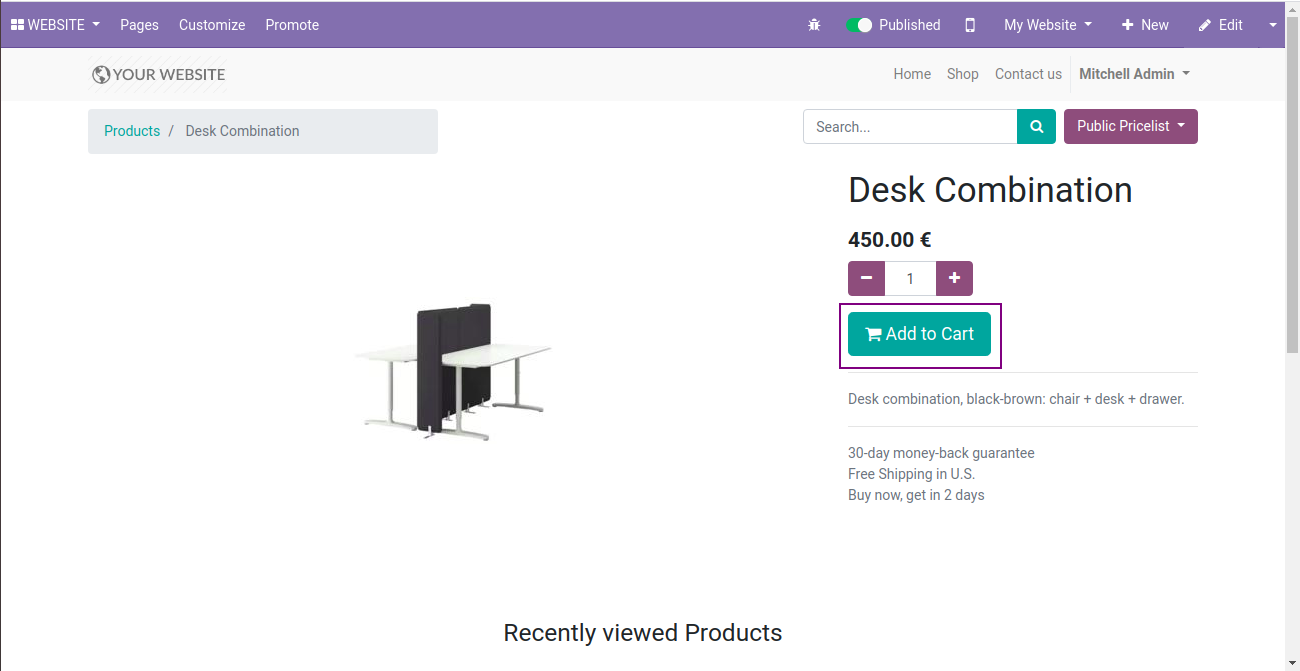 WEBSITE Pages Customize Promote Published My Website New Edit
YOUR WEBSITE Home Shop Contact us Mitchell Admin
Products / Desk Combination Search... Public Pricelist
Desk Combination
450.00 €
1
Add to Cart
Desk combination, black-brown: chair + desk + drawer.
30-day money-back guarantee
Free Shipping in U.S.
Buy now, get in 2 days
Recently viewed Products